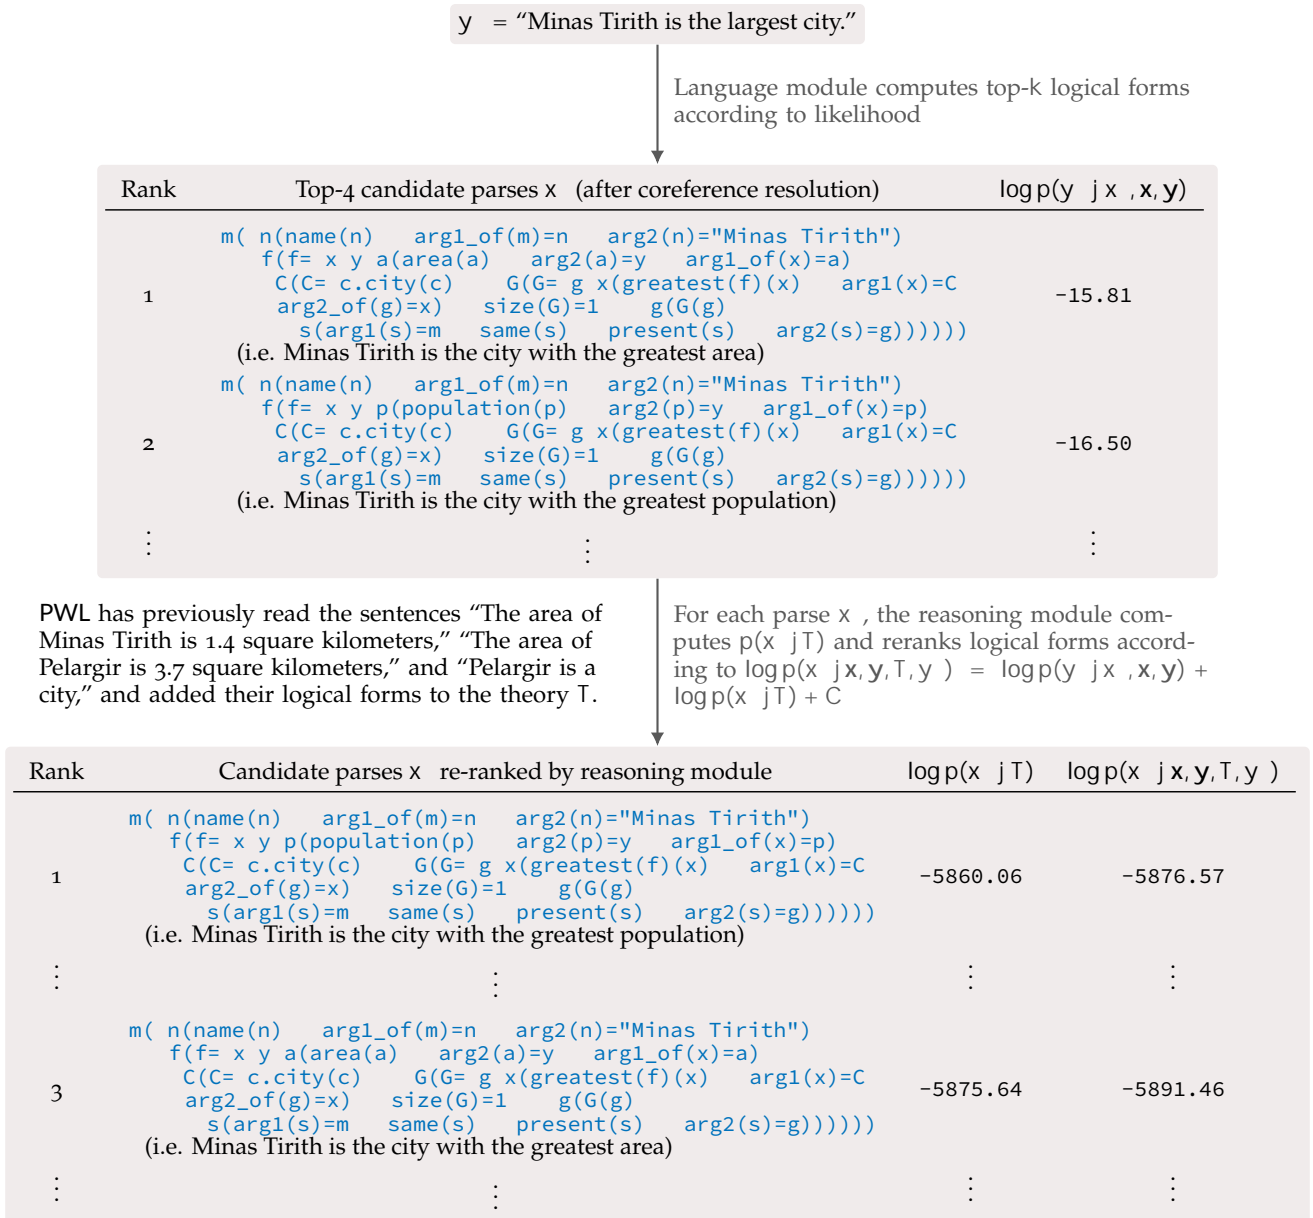 y = “Minas Tirith is the largest city.”
Language module computes top-k logical forms
according to likelihood
Rank Top-4 candidate parses x (after coreference resolution) log p(y j x , x, y)
m( n(name(n) arg1_of(m)=n arg2(n)="Minas Tirith")
f(f= x y a(area(a) arg2(a)=y arg1_of(x)=a)
C(C= c.city(c) G(G= g x(greatest(f)(x) arg1(x)=C
1 -15.81
arg2_of(g)=x) size(G)=1 g(G(g)
s(arg1(s)=m same(s) present(s) arg2(s)=g))))))
(i.e. Minas Tirith is the city with the greatest area)
m( n(name(n) arg1_of(m)=n arg2(n)="Minas Tirith")
f(f= x y p(population(p) arg2(p)=y arg1_of(x)=p)
C(C= c.city(c) G(G= g x(greatest(f)(x) arg1(x)=C
2 -16.50
arg2_of(g)=x) size(G)=1 g(G(g)
s(arg1(s)=m same(s) present(s) arg2(s)=g))))))
(i.e. Minas Tirith is the city with the greatest population)
⋮ ⋮ ⋮
PWL has previously read the sentences “The area of
Minas Tirith is 1.4 square kilometers,” “The area of
Pelargir is 3.7 square kilometers,” and “Pelargir is a
city,” and added their logical forms to the theory T.
For each parse x , the reasoning module com-
putes p(x jT) and reranks logical forms accord-
ing to log p(x jx, y, T, y ) = log p(y jx , x, y) +
log p(x jT) + C
Rank Candidate parses x re-ranked by reasoning module log p(x jT) log p(x jx, y, T, y )
m( n(name(n) arg1_of(m)=n arg2(n)="Minas Tirith")
f(f= x y p(population(p) arg2(p)=y arg1_of(x)=p)
C(C= c.city(c) G(G= g x(greatest(f)(x) arg1(x)=C
1 -5860.06 -5876.57
arg2_of(g)=x) size(G)=1 g(G(g)
s(arg1(s)=m same(s) present(s) arg2(s)=g))))))
(i.e. Minas Tirith is the city with the greatest population)
⋮ ⋮ ⋮ ⋮
m( n(name(n) arg1_of(m)=n arg2(n)="Minas Tirith")
f(f= x y a(area(a) arg2(a)=y arg1_of(x)=a)
C(C= c.city(c) G(G= g x(greatest(f)(x) arg1(x)=C
3 -5875.64 -5891.46
arg2_of(g)=x) size(G)=1 g(G(g)
s(arg1(s)=m same(s) present(s) arg2(s)=g))))))
(i.e. Minas Tirith is the city with the greatest area)
⋮ ⋮ ⋮ ⋮